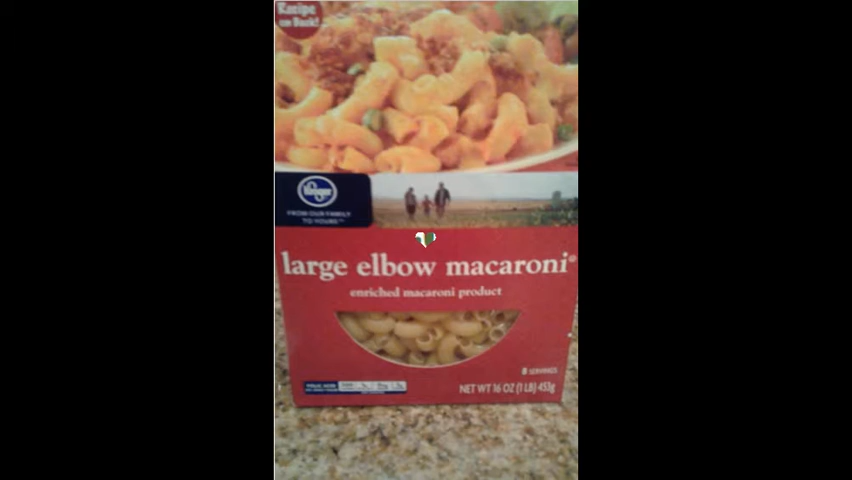 Recipe
on Back!
Kroger
FROM OUR FAMILY
TO YOURS™
large elbow macaroni®
enriched macaroni product
8 SERVINGS
NET WT 16 OZ (1 LB) 453g